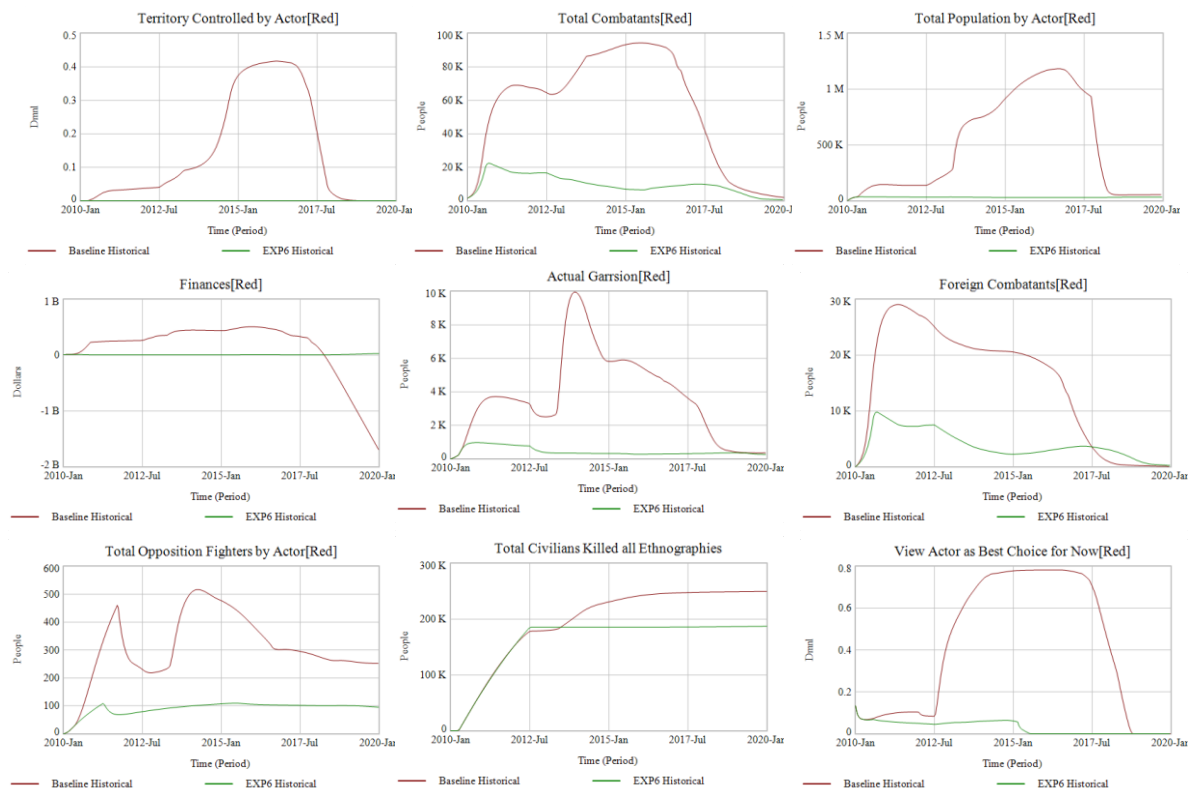 Territory Controlled by Actor[Red]
0.5
0.4
0.3
0.2
0.1
0
Dmnl
2010-Jan 2012-Jul 2015-Jan 2017-Jul 2020-Jan
Time (Period)
Baseline Historical EXP6 Historical
Total Combatants[Red]
100 K
80 K
60 K
40 K
20 K
0
People
2010-Jan 2012-Jul 2015-Jan 2017-Jul 2020-J
Time (Period)
Baseline Historical EXP6 Historical
Total Population by Actor[Red]
1.5 M
1 M
500 K
0
People
2010-Jan 2012-Jul 2015-Jan 2017-Jul 2020-Jan
Time (Period)
Baseline Historical EXP6 Historical
Finances[Red]
1 B
0
-1 B
-2 B
Dollars
2010-Jan 2012-Jul 2015-Jan 2017-Jul 2020-Jan
Time (Period)
Baseline Historical EXP6 Historical
Actual Garrsion[Red]
10 K
8 K
6 K
4 K
2 K
0
People
2010-Jan 2012-Jul 2015-Jan 2017-Jul 2020-Jan
Time (Period)
Baseline Historical EXP6 Historical
Foreign Combatants[Red]
30 K
20 K
10 K
0
People
2010-Jan 2012-Jul 2015-Jan 2017-Jul 2020-Jan
Time (Period)
Baseline Historical EXP6 Historical
Total Opposition Fighters by Actor[Red]
600
500
400
300
200
100
0
People
2010-Jan 2012-Jul 2015-Jan 2017-Jul 2020-Jan
Time (Period)
Baseline Historical EXP6 Historical
Total Civilians Killed all Ethnographies
300 K
200 K
100 K
0
People
2010-Jan 2012-Jul 2015-Jan 2017-Jul 2020-Jan
Time (Period)
Baseline Historical EXP6 Historical
View Actor as Best Choice for Now[Red]
0.8
0.6
0.4
0.2
0
Dmnl
2010-Jan 2012-Jul 2015-Jan 2017-Jul 2020-Jan
Time (Period)
Baseline Historical EXP6 Historical